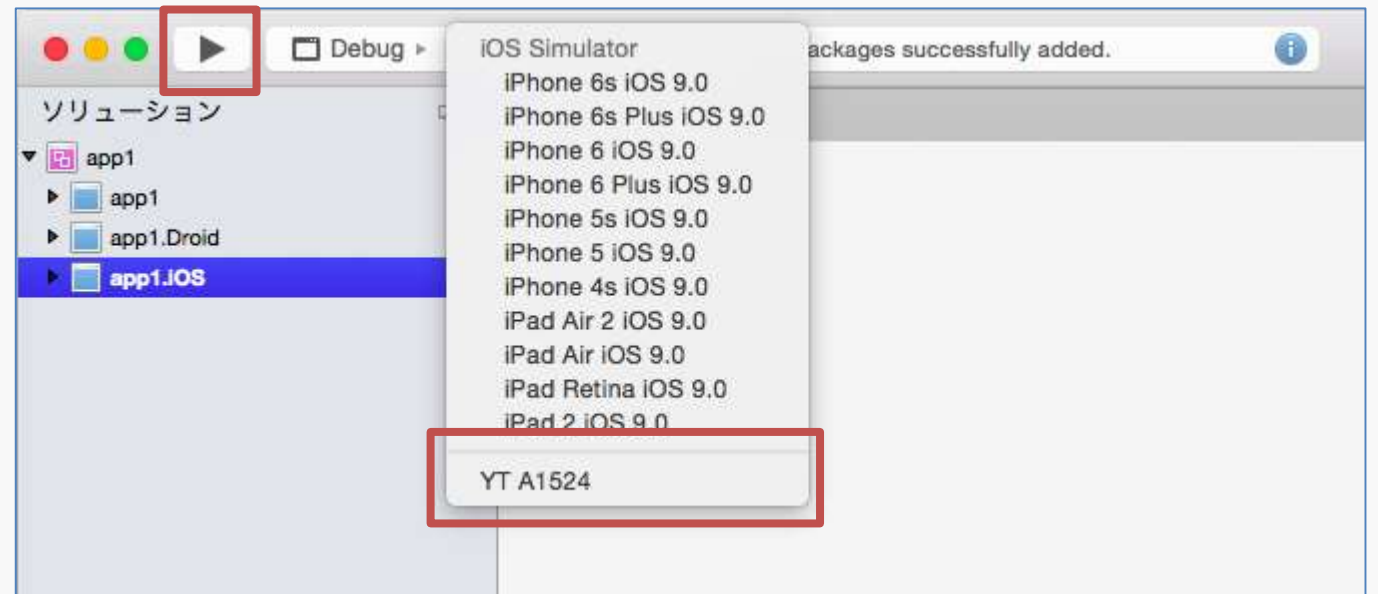 Debug
ackages successfully added.
iOS Simulator
iPhone 6s iOS 9.0
iPhone 6s Plus iOS 9.0
iPhone 6 iOS 9.0
iPhone 6 Plus iOS 9.0
iPhone 5s iOS 9.0
iPhone 5 iOS 9.0
iPhone 4s iOS 9.0
iPad Air 2 iOS 9.0
iPad Air iOS 9.0
iPad Retina iOS 9.0
iPad 2 iOS 9.0
YT A1524
ソリューション
app1
app1
app1.Droid
app1.iOS